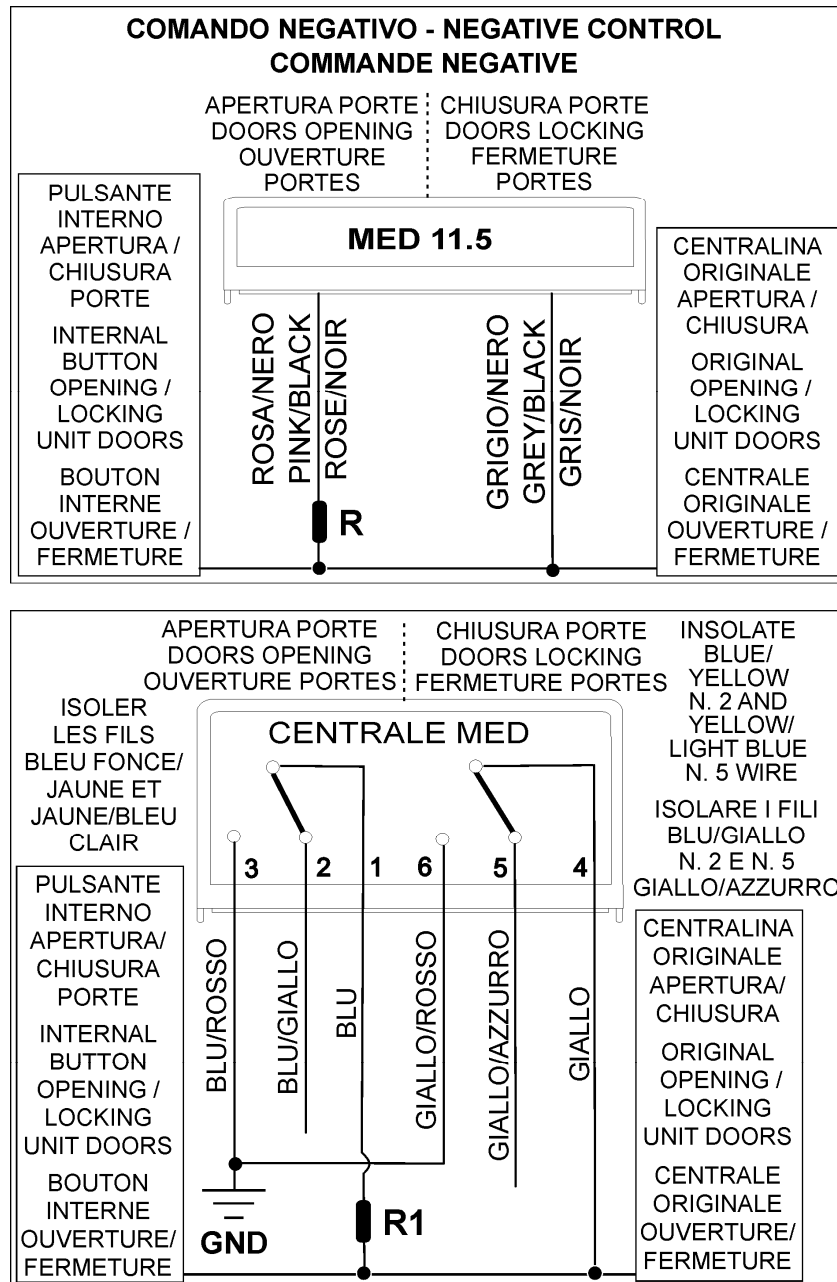 COMANDO NEGATIVO - NEGATIVE CONTROL
COMMANDE NEGATIVE
APERTURA PORTE
DOORS OPENING
OUVERTURE
PORTES
CHIUSURA PORTE
DOORS LOCKING
FERMETURE
PORTES
PULSANTE
INTERNO
APERTURA /
CHIUSURA
PORTE
INTERNAL
BUTTON
OPENING /
LOCKING
UNIT DOORS
BOUTON
INTERNE
OUVERTURE /
FERMETURE
MED 11.5
ROSA/NERO
PINK/BLACK
ROSE/NOIR
R
GRIGIO/NERO
GREY/BLACK
GRIS/NOIR
CENTRALINA
ORIGINALE
APERTURA /
CHIUSURA
ORIGINAL
OPENING /
LOCKING
UNIT DOORS
CENTRALE
ORIGINALE
OUVERTURE /
FERMETURE
APERTURA PORTE
DOORS OPENING
OUVERTURE PORTES
CHIUSURA PORTE
DOORS LOCKING
FERMETURE PORTES
INSOLATE
BLUE/
YELLOW
N. 2 AND
YELLOW/
LIGHT BLUE
N. 5 WIRE
ISOLARE I FILI
BLU/GIALLO
N. 2 E N. 5
GIALLO/AZZURRO
ISOLER
LES FILS
BLEU FONCE/
JAUNE ET
JAUNE/BLEU
CLAIR
CENTRALE MED
3 2 1 6 5 4
BLU/ROSSO
BLU/GIALLO
BLU
GIALLO/ROSSO
GIALLO/AZZURRO
GIALLO
GND
R1
PULSANTE
INTERNO
APERTURA/
CHIUSURA
PORTE
INTERNAL
BUTTON
OPENING /
LOCKING
UNIT DOORS
BOUTON
INTERNE
OUVERTURE/
FERMETURE
CENTRALINA
ORIGINALE
APERTURA/
CHIUSURA
ORIGINAL
OPENING /
LOCKING
UNIT DOORS
CENTRALE
ORIGINALE
OUVERTURE/
FERMETURE